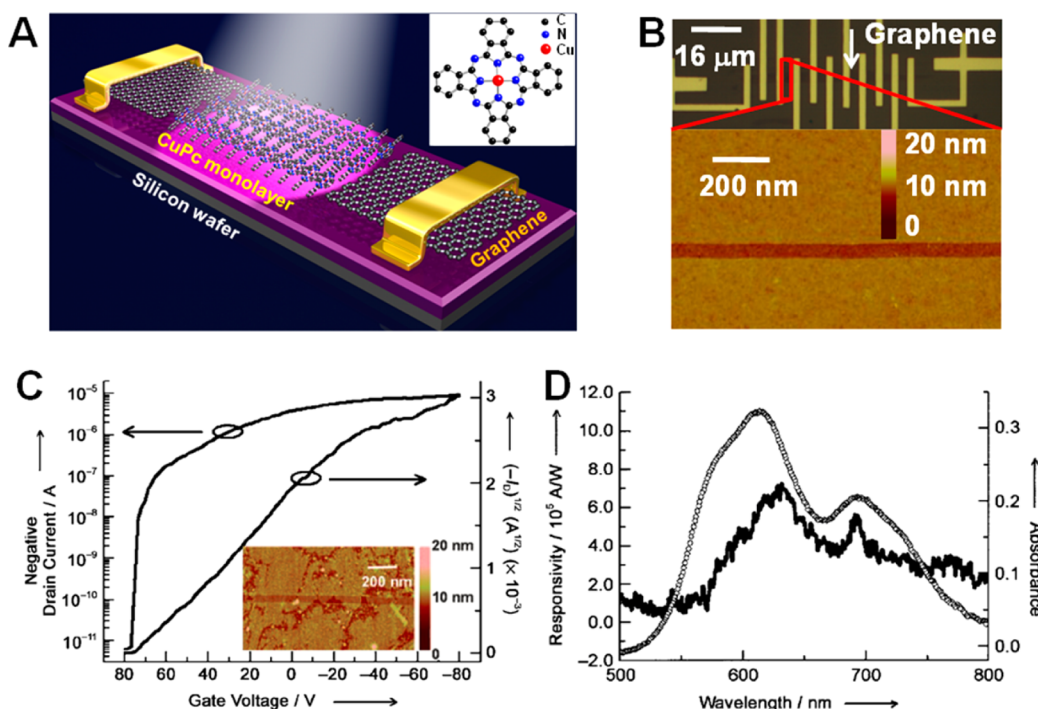 A
C
N
Cu
CuPc monolayer
Silicon wafer
Graphene
B
16 μm
Graphene
200 nm
20 nm
10 nm
0
C
Negative
Drain Current / A
10⁻⁵
10⁻⁶
10⁻⁷
10⁻⁸
10⁻⁹
10⁻¹⁰
10⁻¹¹
80 60 40 20 0 –20 –40 –60 –80
Gate Voltage / V
3
2
1
0
(–I_D)^1/2 (A^1/2) (× 10⁻³)
200 nm
20 nm
10 nm
0
D
Responsivity / 10⁵ A/W
12.0
10.0
8.0
6.0
4.0
2.0
0.0
–2.0
500 600 700 800
Wavelength / nm
0.3
0.2
0.1
0.0
Absorbance